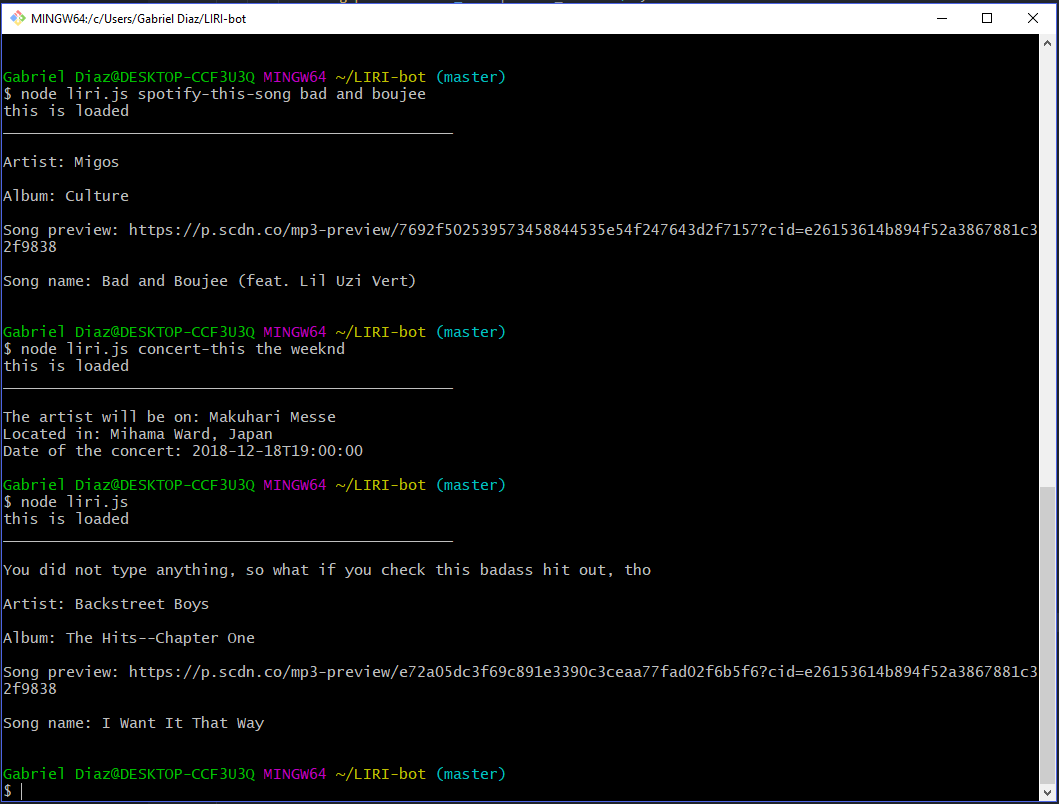 MINGW64:/c/Users/Gabriel Diaz/LIRI-bot
Gabriel Diaz@DESKTOP-CCF3U3Q MINGW64 ~/LIRI-bot (master)
$ node liri.js spotify-this-song bad and boujee
this is loaded
__________________________________________________
Artist: Migos
Album: Culture
Song preview: https://p.scdn.co/mp3-preview/7692f502539573458844535e54f247643d2f7157?cid=e26153614b894f52a3867881c3
2f9838
Song name: Bad and Boujee (feat. Lil Uzi Vert)
Gabriel Diaz@DESKTOP-CCF3U3Q MINGW64 ~/LIRI-bot (master)
$ node liri.js concert-this the weeknd
this is loaded
__________________________________________________
The artist will be on: Makuhari Messe
Located in: Mihama Ward, Japan
Date of the concert: 2018-12-18T19:00:00
Gabriel Diaz@DESKTOP-CCF3U3Q MINGW64 ~/LIRI-bot (master)
$ node liri.js
this is loaded
__________________________________________________
You did not type anything, so what if you check this badass hit out, tho
Artist: Backstreet Boys
Album: The Hits--Chapter One
Song preview: https://p.scdn.co/mp3-preview/e72a05dc3f69c891e3390c3ceaa77fad02f6b5f6?cid=e26153614b894f52a3867881c3
2f9838
Song name: I Want It That Way
Gabriel Diaz@DESKTOP-CCF3U3Q MINGW64 ~/LIRI-bot (master)
$